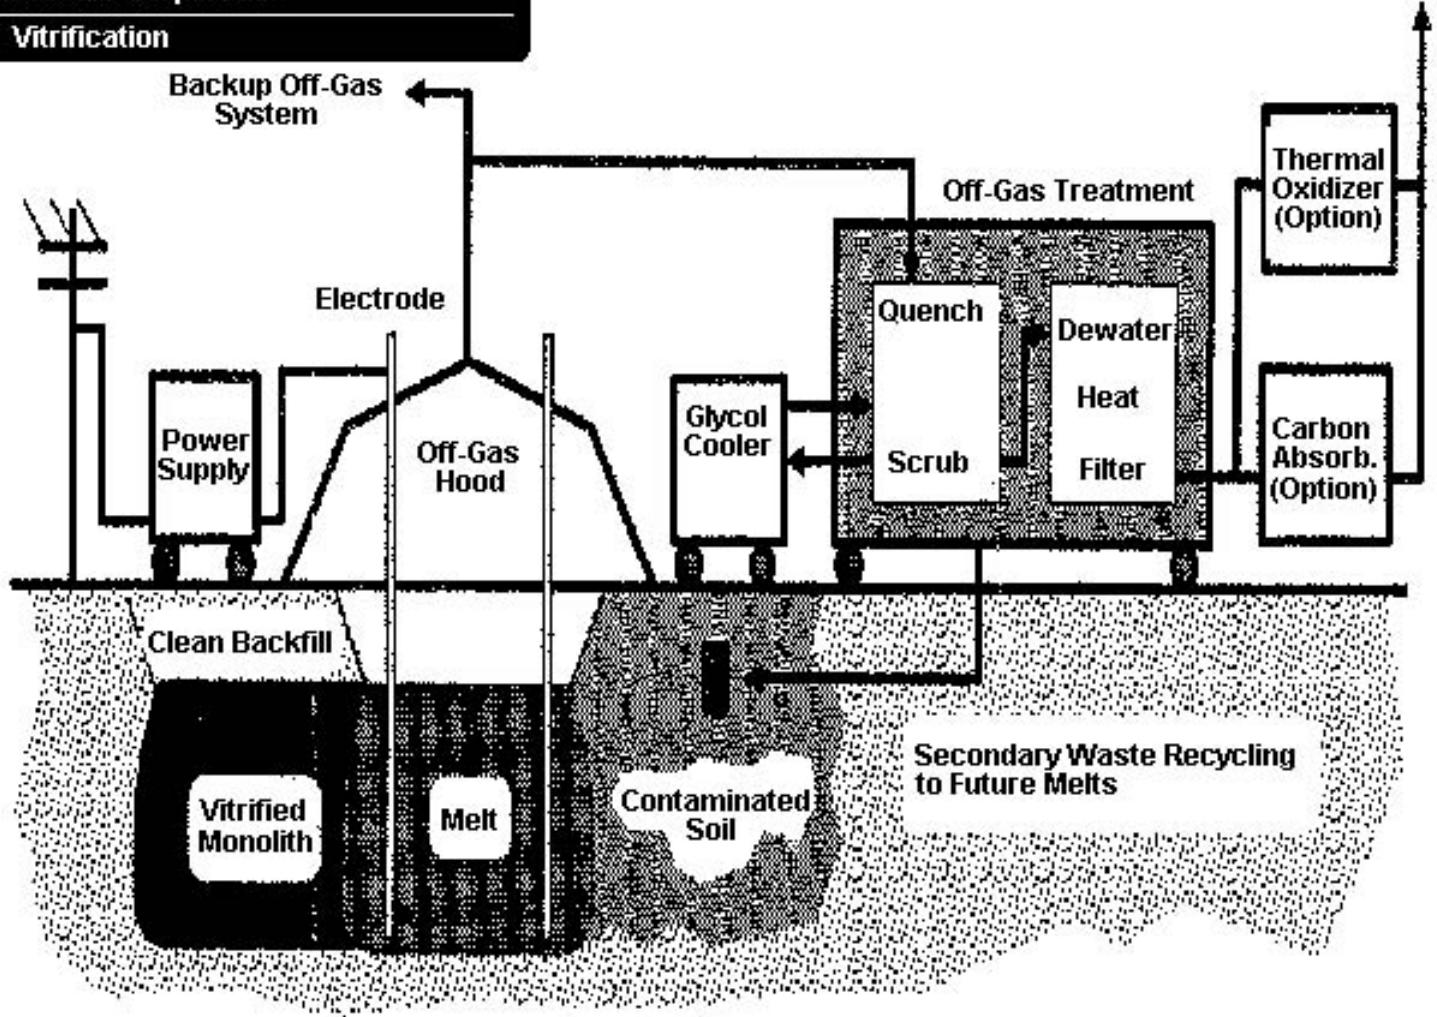 Vitrification
Backup Off-Gas
System
Off-Gas Treatment
Thermal
Oxidizer
(Option)
Electrode
Quench
Dewater
Heat
Scrub
Filter
Glycol
Cooler
Carbon
Absorb.
(Option)
Power
Supply
Off-Gas
Hood
Clean Backfill
Vitrified
Monolith
Melt
Contaminated
Soil
Secondary Waste Recycling
to Future Melts